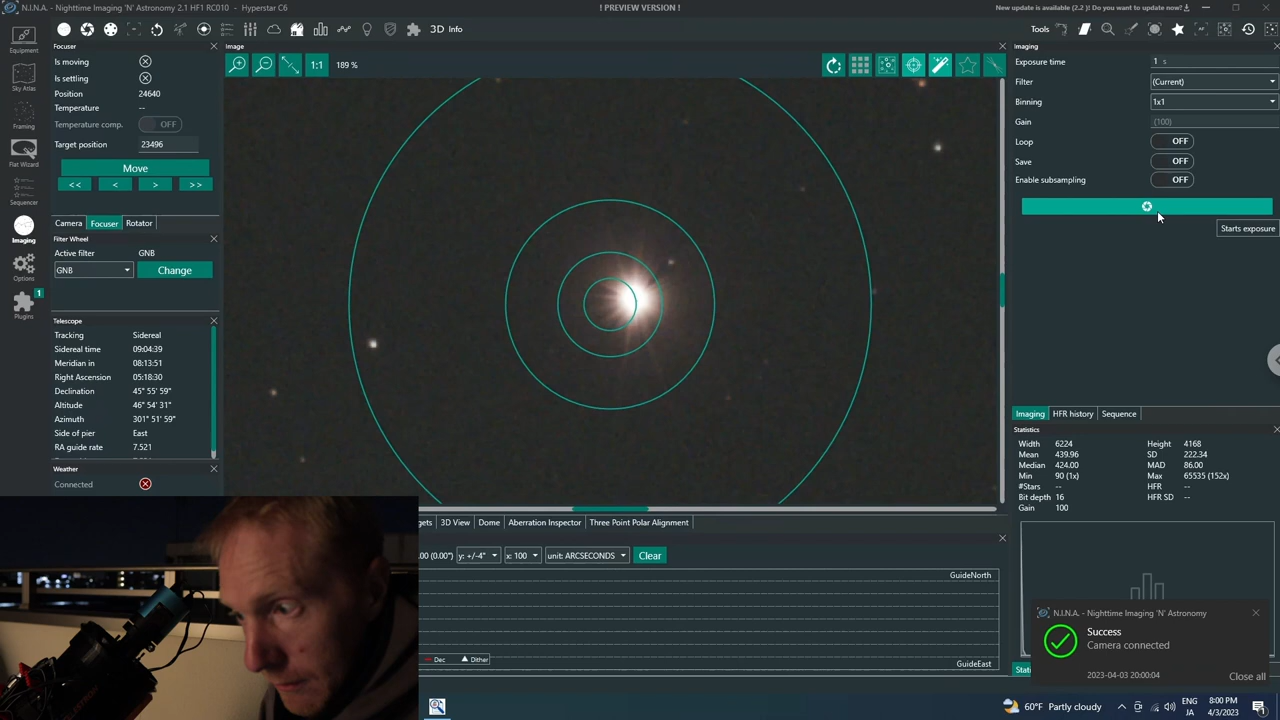 N.I.N.A. - Nighttime Imaging 'N' Astronomy 2.1 HF1 RC010 - Hyperstar C6
! PREVIEW VERSION !
New update is available (2.2 )! Do you want to update now?
3D Info
Tools
Equipment
Sky Atlas
Framing
Flat Wizard
Sequencer
Imaging
Options
1
Plugins
Focuser
Is moving
Is settling
Position 24640
Temperature --
Temperature comp. OFF
Target position 23496
Move
<< < > >>
Camera Focuser Rotator
Filter Wheel
Active filter GNB
GNB Change
Telescope
Tracking Sidereal
Sidereal time 09:04:39
Meridian in 08:13:51
Right Ascension 05:18:30
Declination 45° 55' 59"
Altitude 46° 54' 31"
Azimuth 301° 51' 59"
Side of pier East
RA guide rate 7.521
Weather
Connected
Image
1:1 189 %
gets 3D View Dome Aberration Inspector Three Point Polar Alignment
.00 (0.00") y: +/-4" x: 100 unit: ARCSECONDS Clear
GuideNorth
Dec Dither
GuideEast
Imaging
Exposure time 1 s
Filter (Current)
Binning 1x1
Gain (100)
Loop OFF
Save OFF
Enable subsampling OFF
Starts exposure
Imaging HFR history Sequence
Statistics
Width 6224 Height 4168
Mean 439.96 SD 222.34
Median 424.00 MAD 86.00
Min 90 (1x) Max 65535 (152x)
#Stars -- HFR --
Bit depth 16 HFR SD --
Gain 100
N.I.N.A. - Nighttime Imaging 'N' Astronomy
Success
Camera connected
2023-04-03 20:00:04 Close all
Stati
60°F Partly cloudy
ENG
JA
8:00 PM
4/3/2023